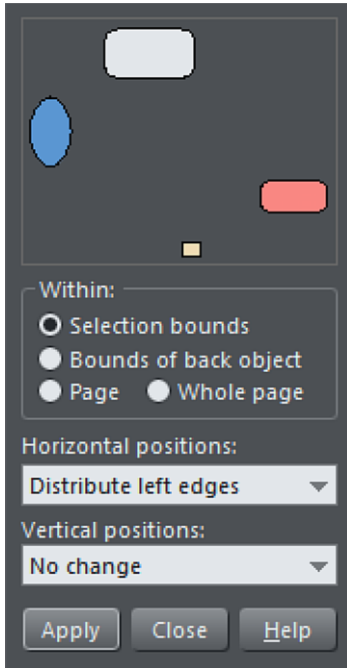 Within:
Selection bounds
Bounds of back object
Page Whole page
Horizontal positions:
Distribute left edges
Vertical positions:
No change
Apply Close Help